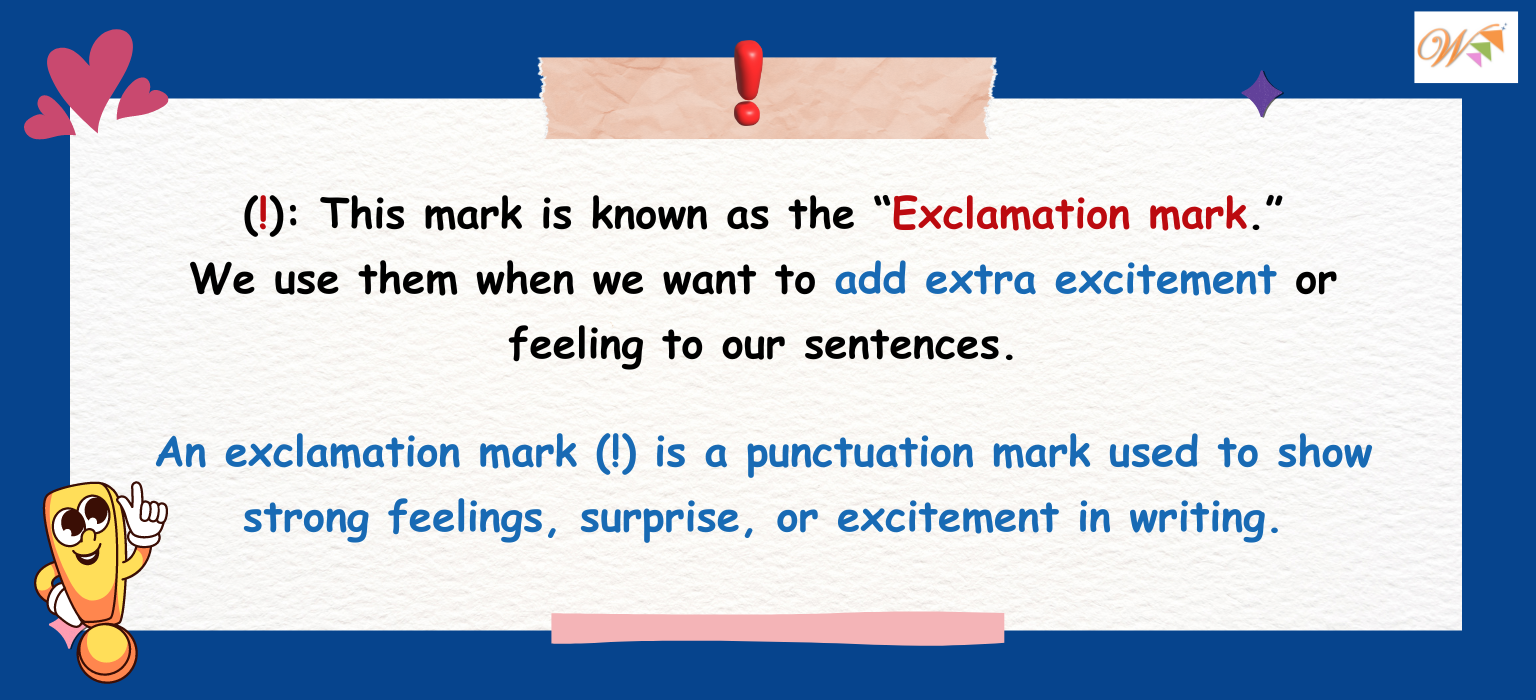 !
(!): This mark is known as the “Exclamation mark.”
We use them when we want to add extra excitement or
feeling to our sentences.
An exclamation mark (!) is a punctuation mark used to show
strong feelings, surprise, or excitement in writing.